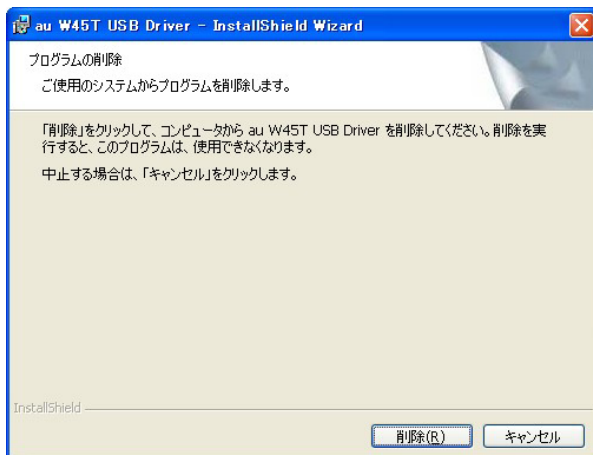 au W45T USB Driver - InstallShield Wizard
プログラムの削除
ご使用のシステムからプログラムを削除します。
「削除」をクリックして、コンピュータから au W45T USB Driver を削除してください。削除を実
行すると、このプログラムは、使用できなくなります。
中止する場合は、「キャンセル」をクリックします。
InstallShield
削除(R)
キャンセル